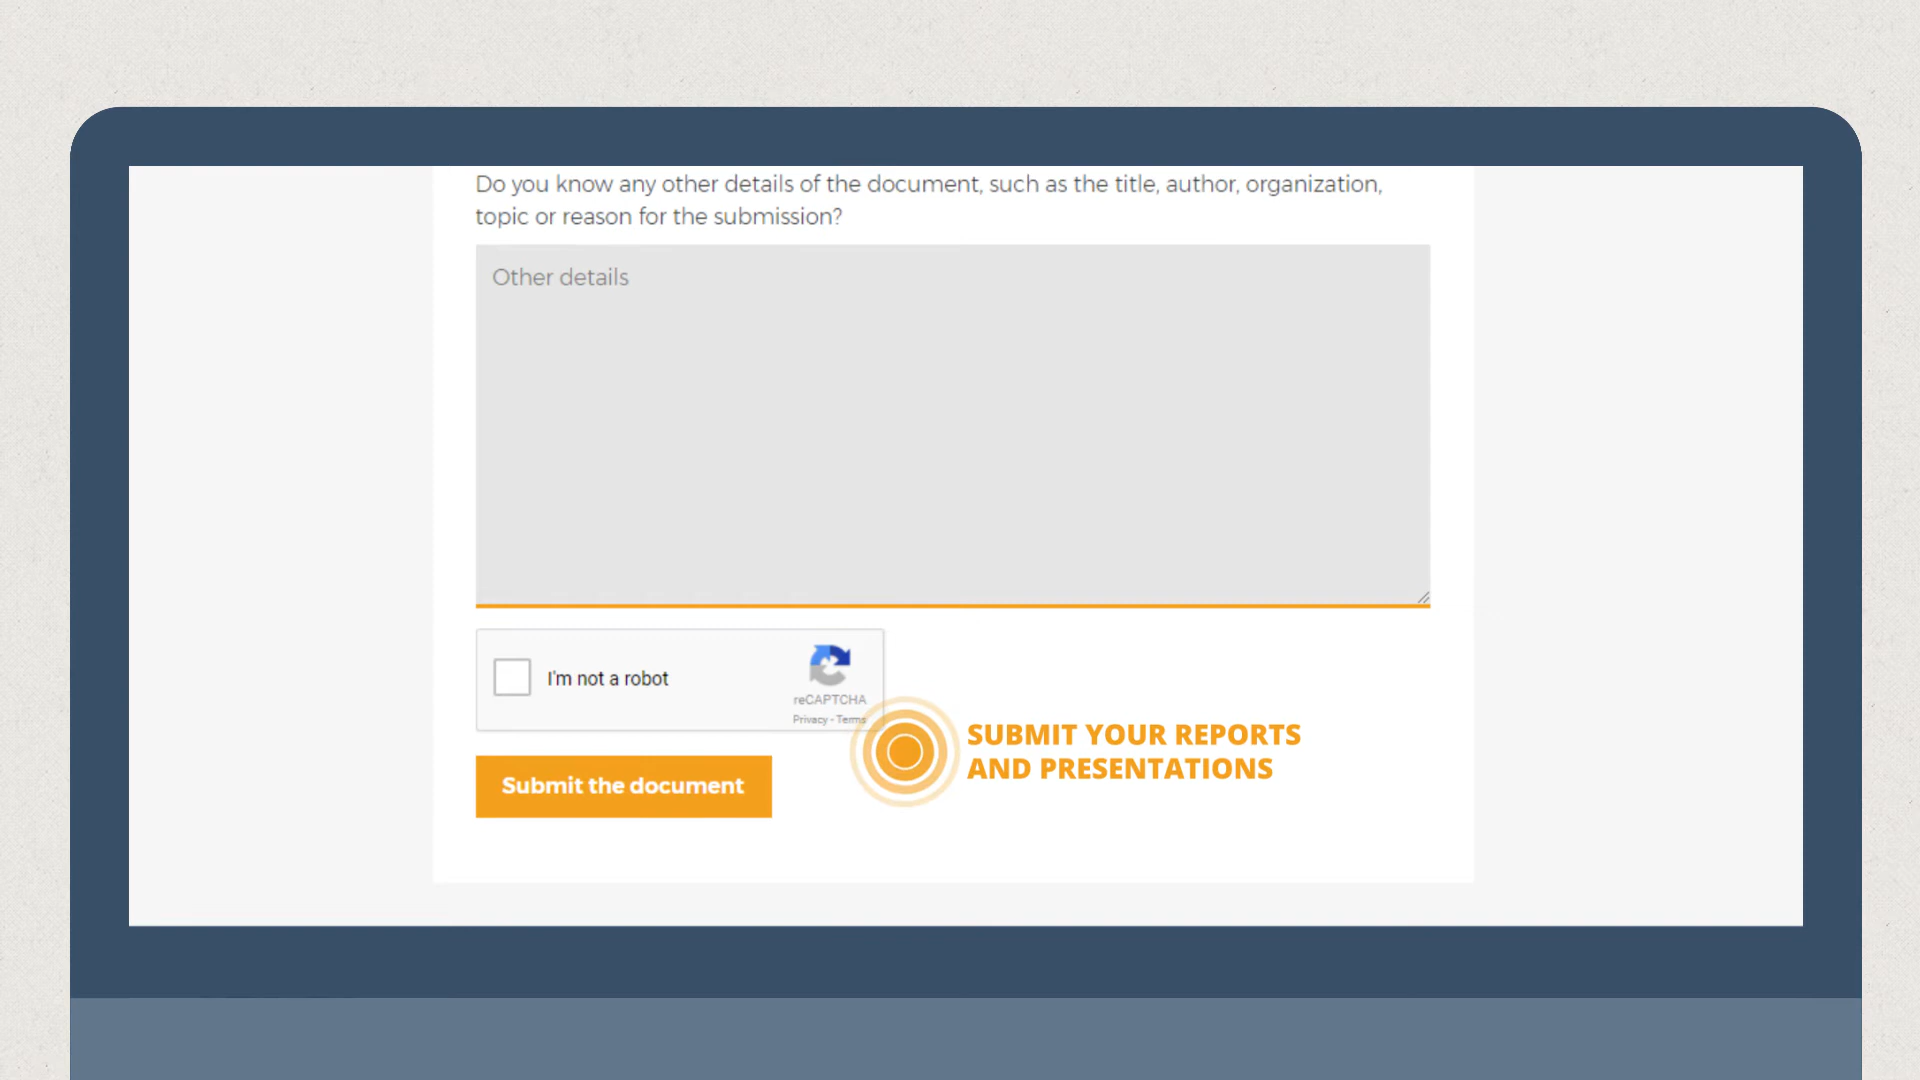 Do you know any other details of the document, such as the title, author, organization,
topic or reason for the submission?
Other details
I'm not a robot
reCAPTCHA
Privacy - Terms
SUBMIT YOUR REPORTS
AND PRESENTATIONS
Submit the document